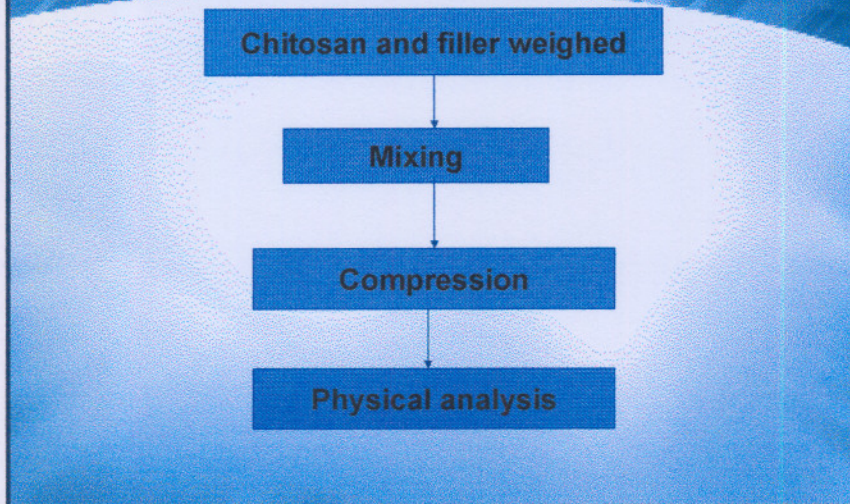 Chitosan and filler weighed
Mixing
Compression
Physical analysis